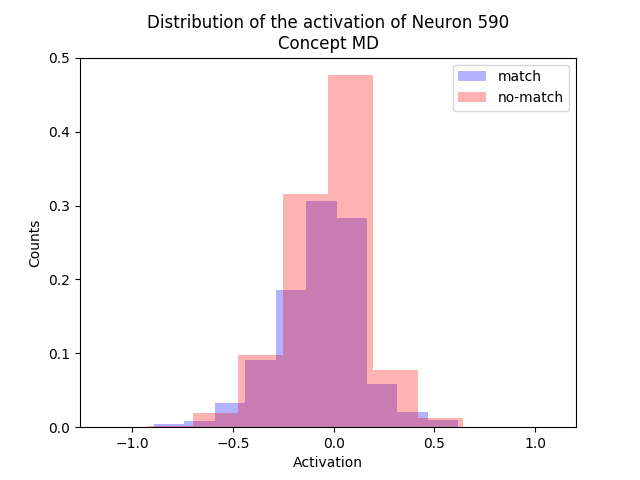 Distribution of the activation of Neuron 590
Concept MD
match
no-match
0.5
0.4
0.3
0.2
0.1
0.0
Counts
−1.0
−0.5
0.0
0.5
1.0
Activation